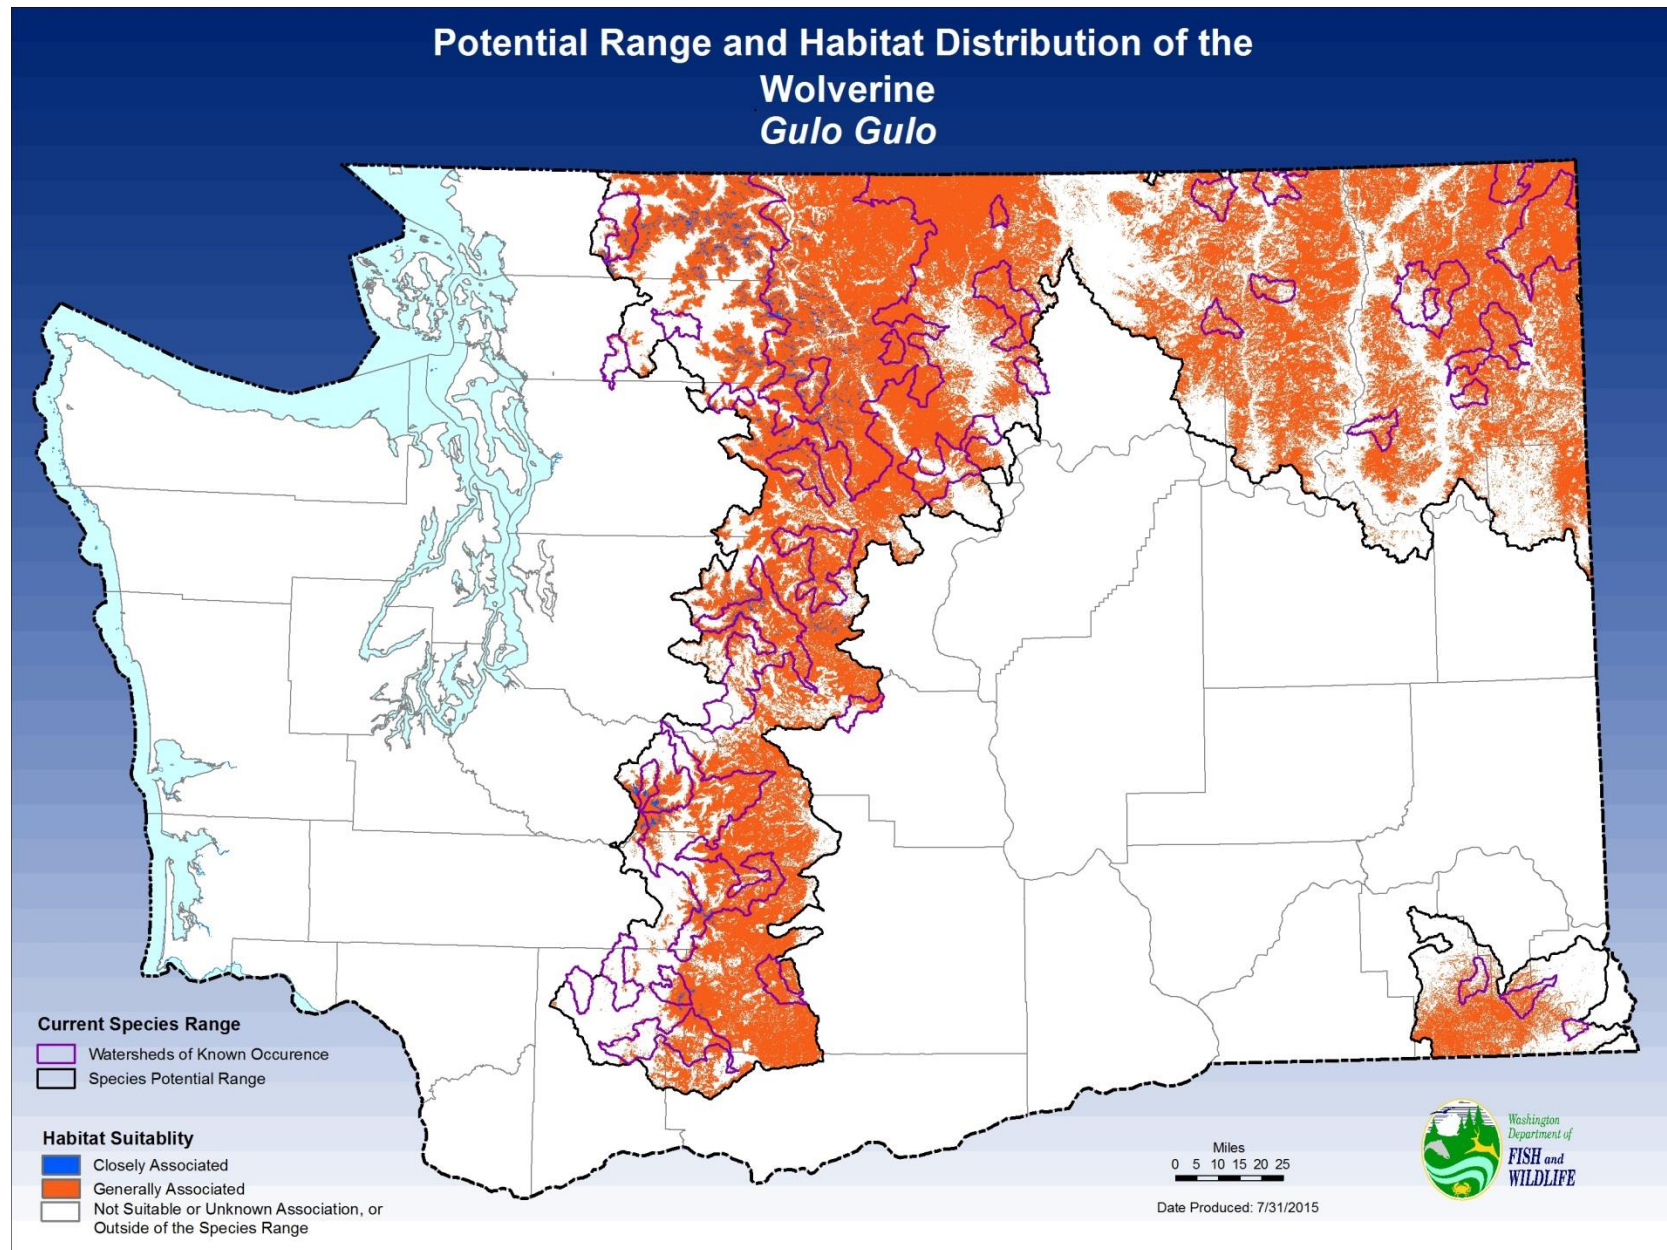 Potential Range and Habitat Distribution of the
Wolverine
Gulo Gulo
Current Species Range
Watersheds of Known Occurence
Species Potential Range
Habitat Suitablity
Closely Associated
Generally Associated
Not Suitable or Unknown Association, or
Outside of the Species Range
Miles
0 5 10 15 20 25
Date Produced: 7/31/2015
Washington
Department of
FISH and
WILDLIFE